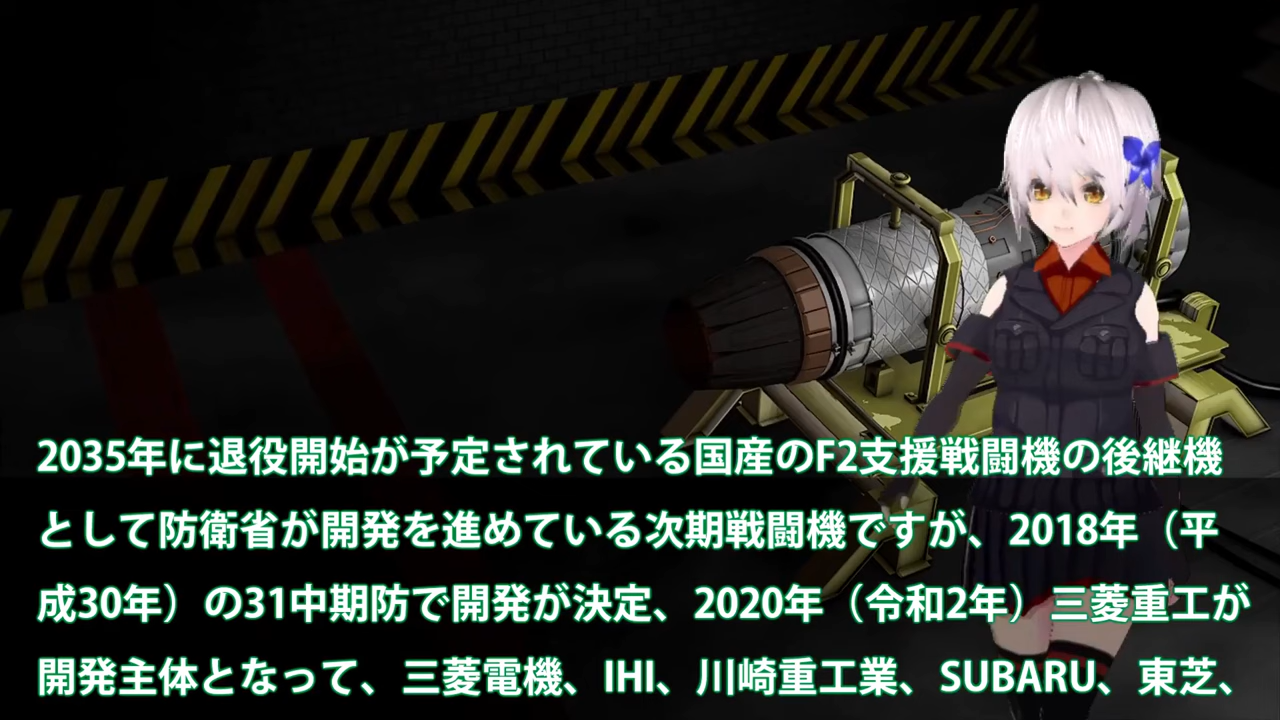 2035年に退役開始が予定されている国産のF2支援戦闘機の後継機
として防衛省が開発を進めている次期戦闘機ですが、2018年（平
成30年）の31中期防で開発が決定、2020年（令和2年）三菱重工が
開発主体となって、三菱電機、IHI、川崎重工業、SUBARU、東芝、